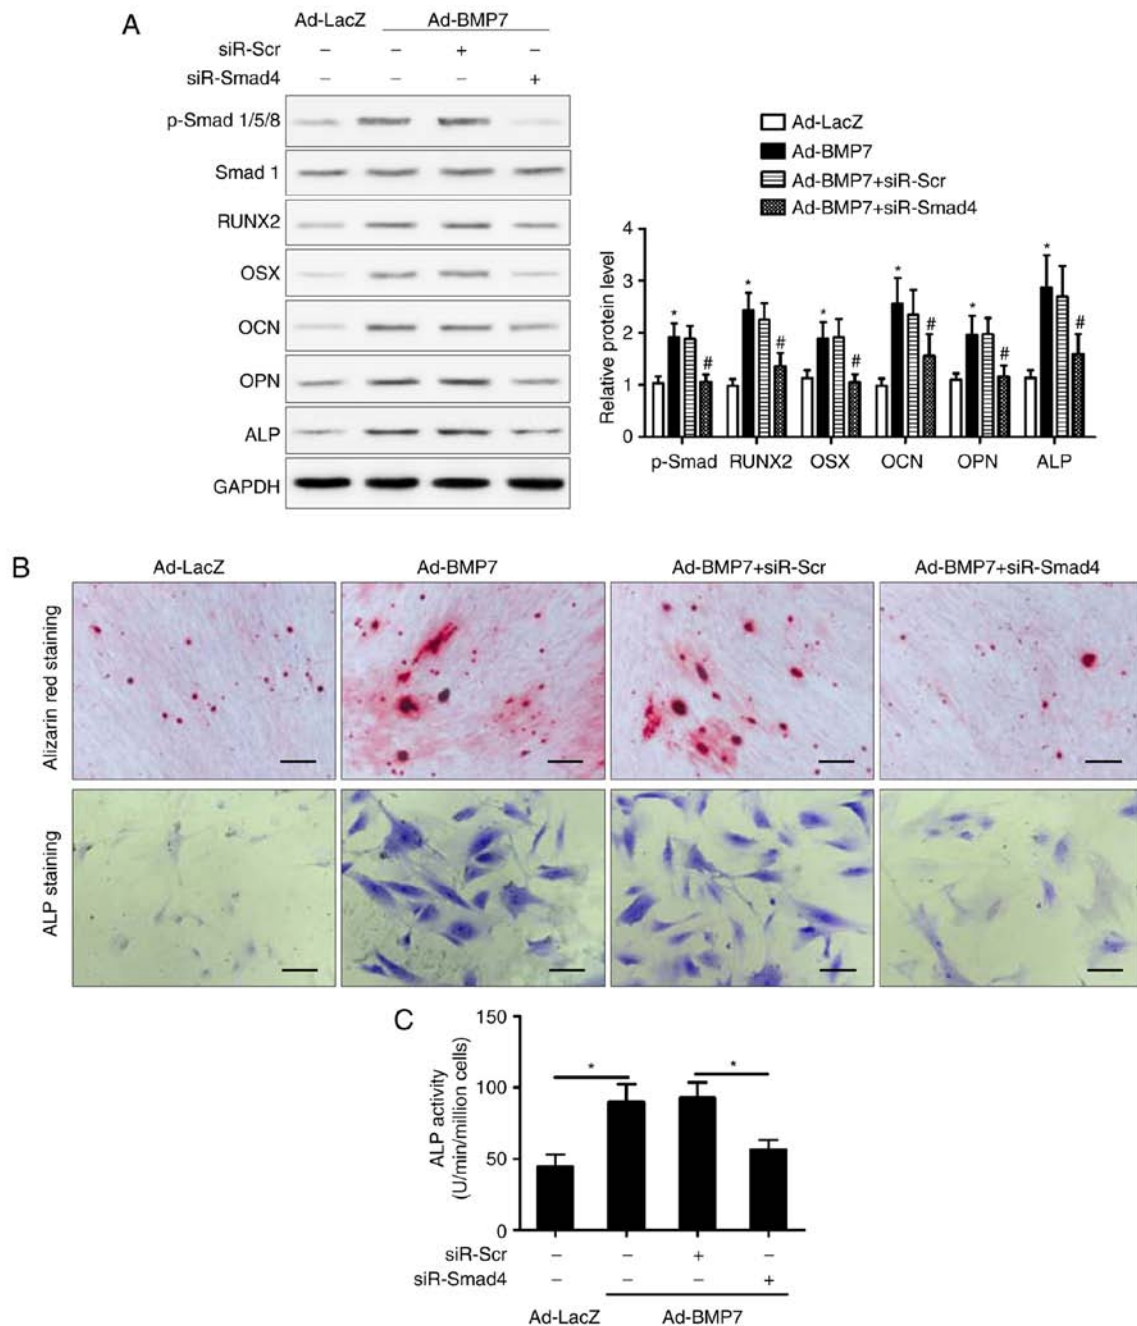 A
Ad-LacZ Ad-BMP7
siR-Scr – – + –
siR-Smad4 – – – +
p-Smad 1/5/8
Smad 1
RUNX2
OSX
OCN
OPN
ALP
GAPDH
Ad-LacZ
Ad-BMP7
Ad-BMP7+siR-Scr
Ad-BMP7+siR-Smad4
Relative protein level
4
3
2
1
0
* * * * * *
# # # # # #
p-Smad RUNX2 OSX OCN OPN ALP
B
Ad-LacZ Ad-BMP7 Ad-BMP7+siR-Scr Ad-BMP7+siR-Smad4
Alizarin red staining
ALP staining
C
ALP activity
(U/min/million cells)
150
100
50
0
* *
siR-Scr – – + –
siR-Smad4 – – – +
Ad-LacZ Ad-BMP7